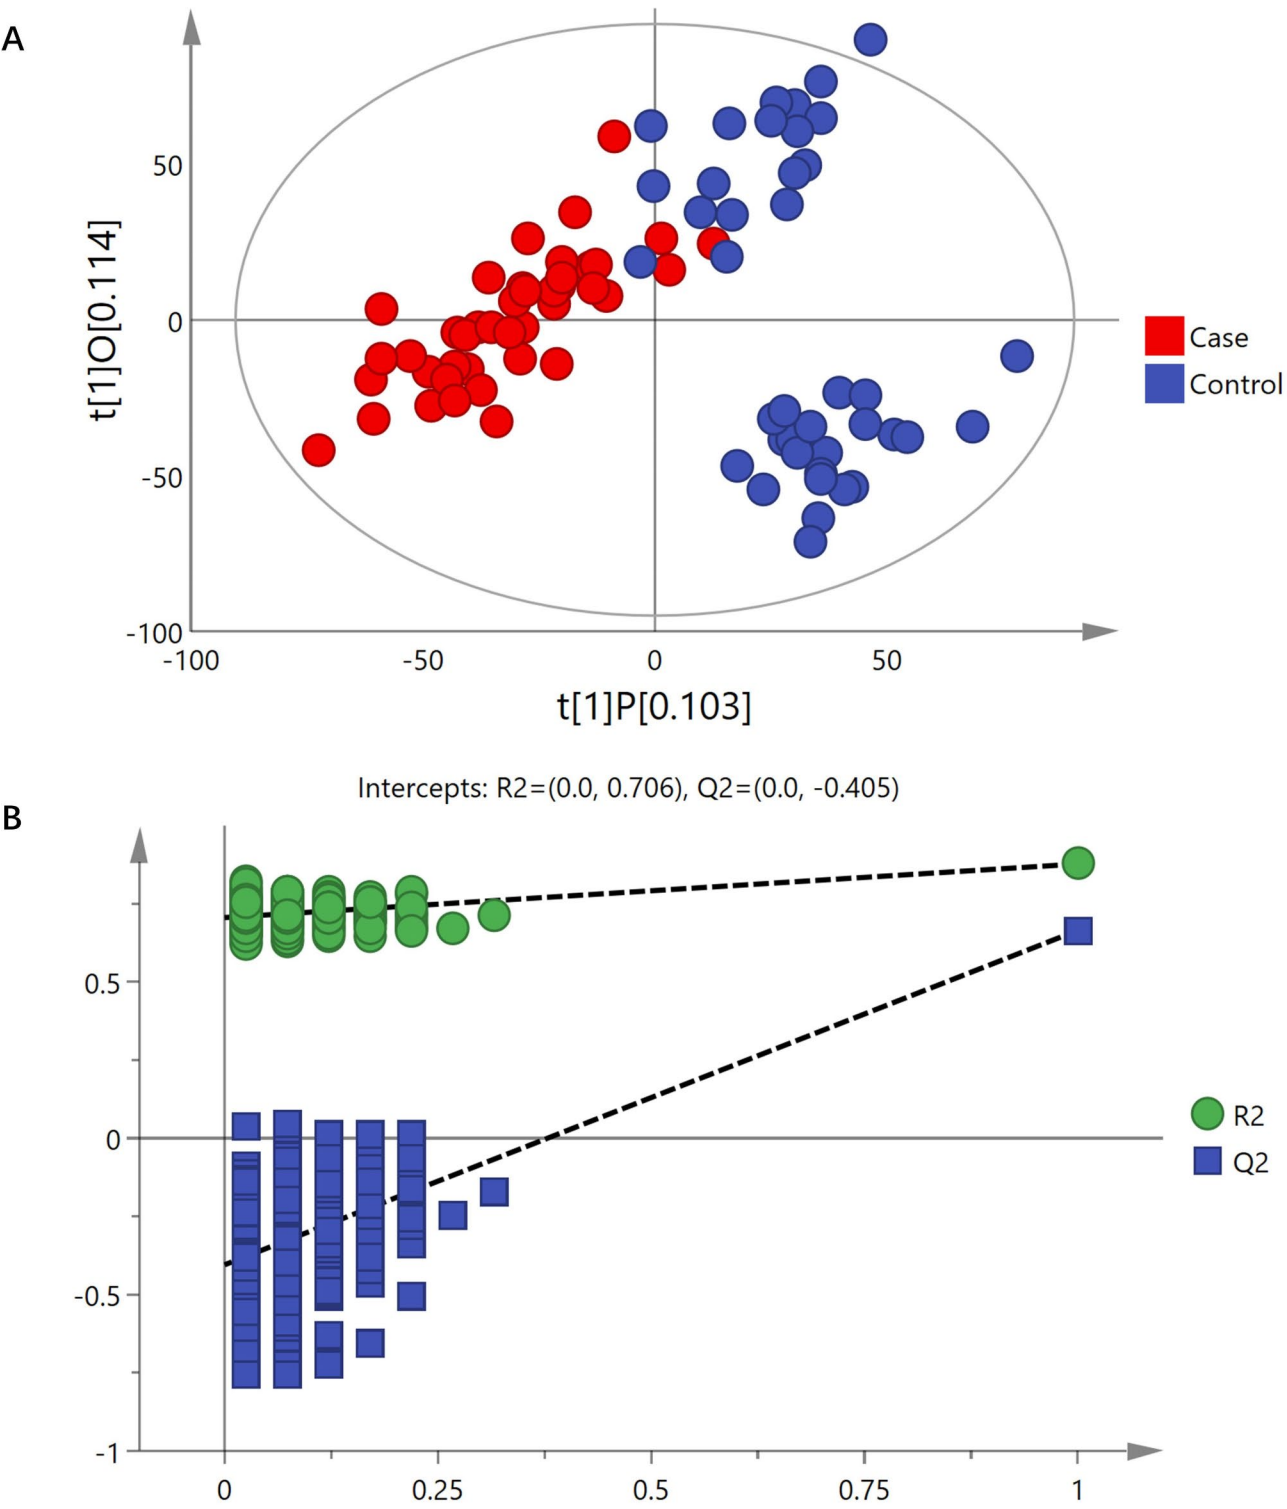 A
50
0
-50
-100
-100 -50 0 50
t[1]O[0.114]
t[1]P[0.103]
Case
Control
Intercepts: R2=(0.0, 0.706), Q2=(0.0, -0.405)
B
0.5
0
-0.5
-1
0 0.25 0.5 0.75 1
R2
Q2